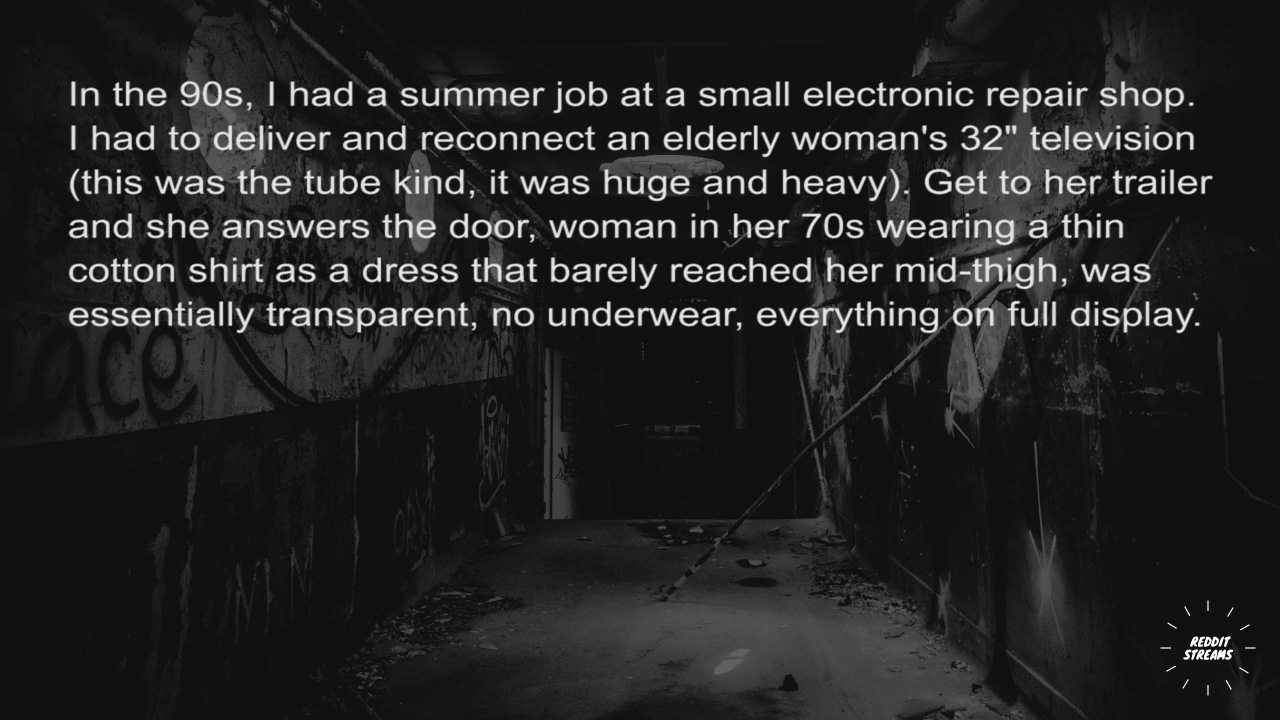 In the 90s, I had a summer job at a small electronic repair shop.
I had to deliver and reconnect an elderly woman's 32" television
(this was the tube kind, it was huge and heavy). Get to her trailer
and she answers the door, woman in her 70s wearing a thin
cotton shirt as a dress that barely reached her mid-thigh, was
essentially transparent, no underwear, everything on full display.
ace
REDDIT
STREAMS